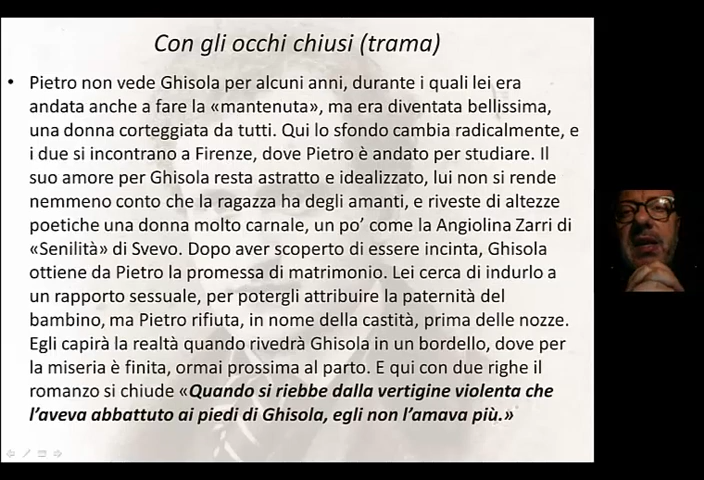 Con gli occhi chiusi (trama)
• Pietro non vede Ghisola per alcuni anni, durante i quali lei era
andata anche a fare la «mantenuta», ma era diventata bellissima,
una donna corteggiata da tutti. Qui lo sfondo cambia radicalmente, e
i due si incontrano a Firenze, dove Pietro è andato per studiare. Il
suo amore per Ghisola resta astratto e idealizzato, lui non si rende
nemmeno conto che la ragazza ha degli amanti, e riveste di altezze
poetiche una donna molto carnale, un po’ come la Angiolina Zarri di
«Senilità» di Svevo. Dopo aver scoperto di essere incinta, Ghisola
ottiene da Pietro la promessa di matrimonio. Lei cerca di indurlo a
un rapporto sessuale, per potergli attribuire la paternità del
bambino, ma Pietro rifiuta, in nome della castità, prima delle nozze.
Egli capirà la realtà quando rivedrà Ghisola in un bordello, dove per
la miseria è finita, ormai prossima al parto. E qui con due righe il
romanzo si chiude «Quando si riebbe dalla vertigine violenta che
l’aveva abbattuto ai piedi di Ghisola, egli non l’amava più.»